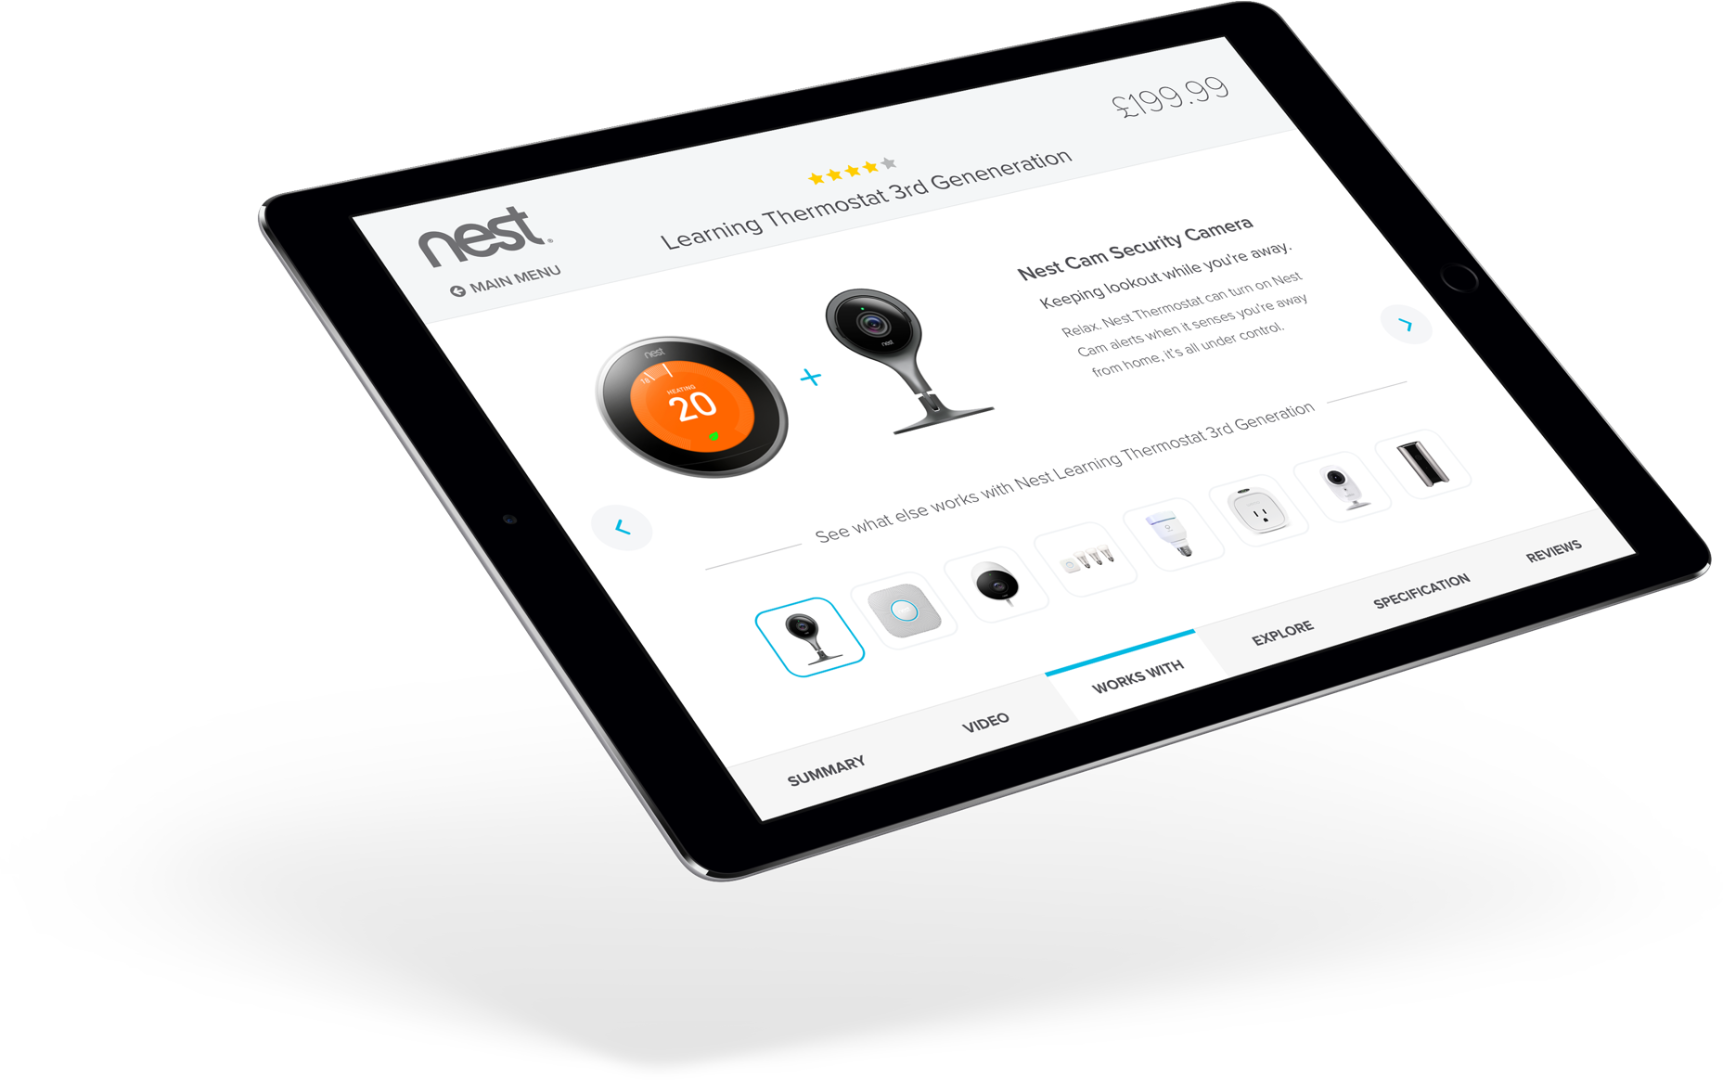 £199.99
Learning Thermostat 3rd Geneneration
nest
MAIN MENU
Nest Cam Security Camera
Keeping lookout while you're away.
Relax. Nest Thermostat can turn on Nest
Cam alerts when it senses you're away
from home, it's all under control.
nest
HEATING
20
nest
See what else works with Nest Learning Thermostat 3rd Generation
SUMMARY
VIDEO
WORKS WITH
EXPLORE
SPECIFICATION
REVIEWS